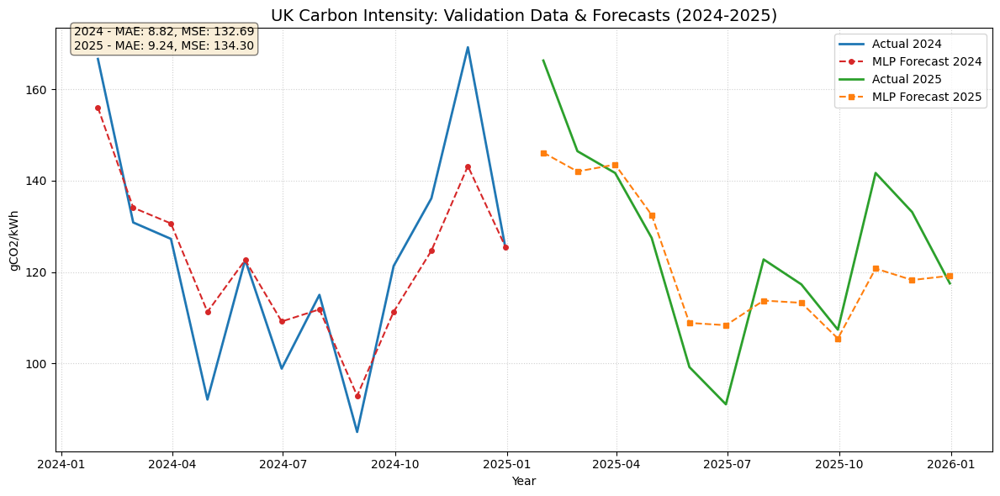 UK Carbon Intensity: Validation Data & Forecasts (2024-2025)
2024 - MAE: 8.82, MSE: 132.69
2025 - MAE: 9.24, MSE: 134.30
Actual 2024
MLP Forecast 2024
Actual 2025
MLP Forecast 2025
gCO2/kWh
160
140
120
100
2024-01
2024-04
2024-07
2024-10
2025-01
2025-04
2025-07
2025-10
2026-01
Year